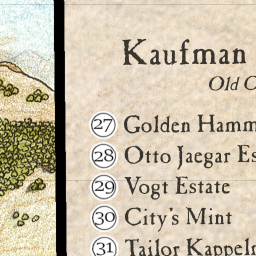 Kaufman
Old
27 Golden Hamm
28 Otto Jaegar Es
29 Vogt Estate
30 City's Mint
31 Tailor Kappeln